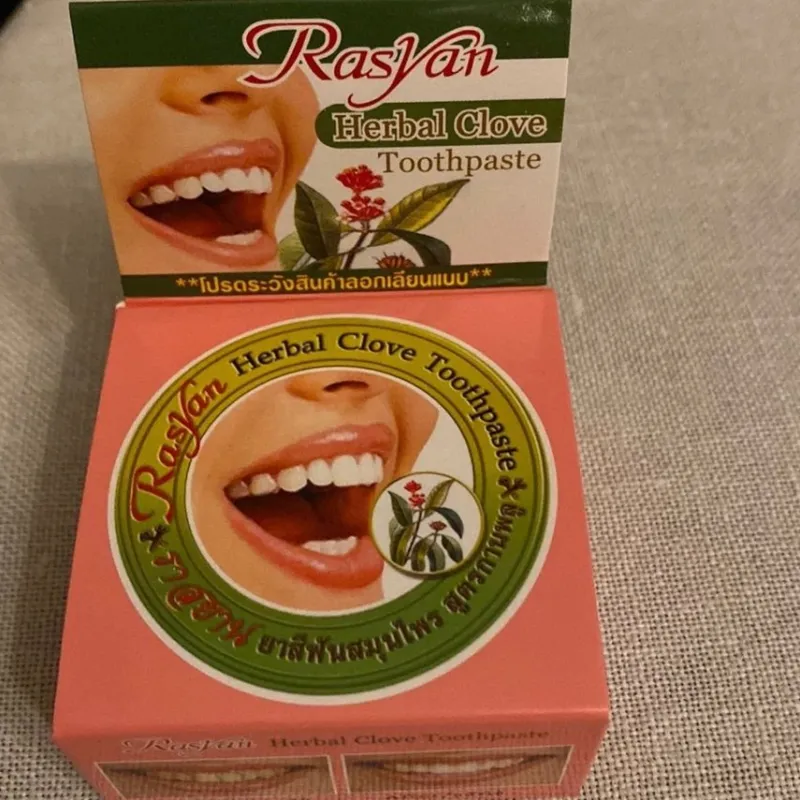 Rasyan
Herbal Clove
Toothpaste
**โปรดระวังสินค้าลอกเลียนแบบ**
Rasyan Herbal Clove Toothpaste
ราสยาน ยาสีฟันสมุนไพร สูตรกานพลู
Rasyan Herbal Clove Toothpaste